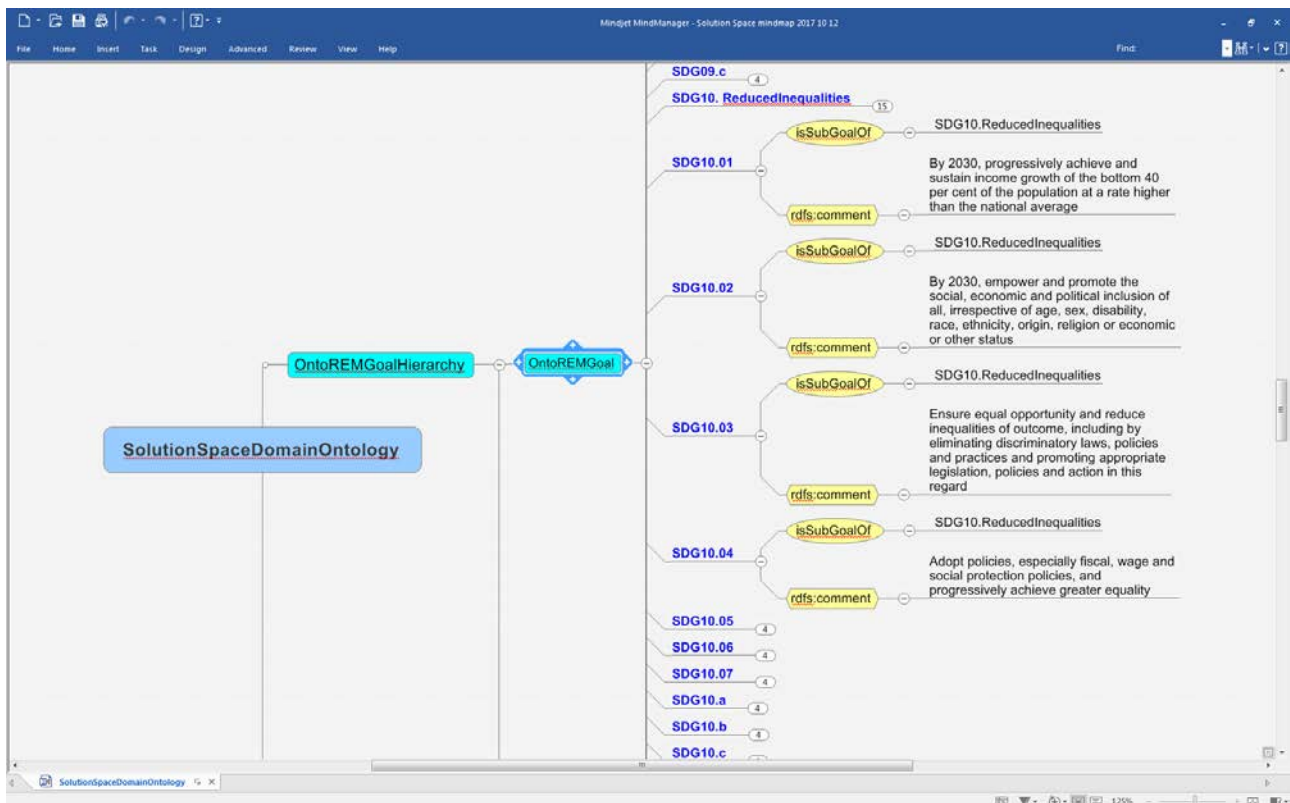 Mindjet MindManager - Solution Space mindmap 2017 10 12
File Home Insert Task Design Advanced Review View Help Find:
SDG09.c 4
SDG10. ReducedInequalities 15
SDG10.01
isSubGoalOf
SDG10.ReducedInequalities
rdfs:comment
By 2030, progressively achieve and
sustain income growth of the bottom 40
per cent of the population at a rate higher
than the national average
SDG10.02
isSubGoalOf
SDG10.ReducedInequalities
rdfs:comment
By 2030, empower and promote the
social, economic and political inclusion of
all, irrespective of age, sex, disability,
race, ethnicity, origin, religion or economic
or other status
OntoREMGoalHierarchy
OntoREMGoal
SolutionSpaceDomainOntology
SDG10.03
isSubGoalOf
SDG10.ReducedInequalities
rdfs:comment
Ensure equal opportunity and reduce
inequalities of outcome, including by
eliminating discriminatory laws, policies
and practices and promoting appropriate
legislation, policies and action in this
regard
SDG10.04
isSubGoalOf
SDG10.ReducedInequalities
rdfs:comment
Adopt policies, especially fiscal, wage and
social protection policies, and
progressively achieve greater equality
SDG10.05 4
SDG10.06 4
SDG10.07 4
SDG10.a 4
SDG10.b 4
SDG10.c
SolutionSpaceDomainOntology
125%